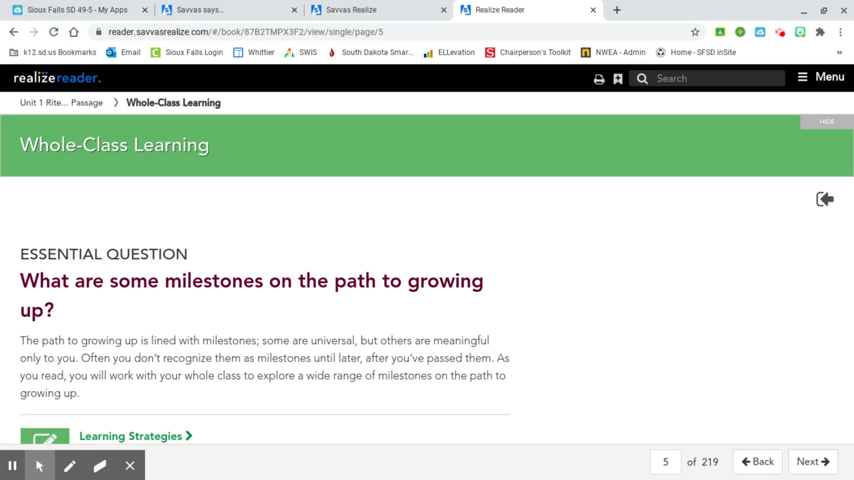 Sioux Falls SD 49-5 - My Apps
Savvas says...
Savvas Realize
Realize Reader
reader.savvasrealize.com/#/book/87B2TMPX3F2/view/single/page/5
k12.sd.us Bookmarks
Email
Sioux Falls Login
Whittier
SWIS
South Dakota Smar...
ELLevation
Chairperson's Toolkit
NWEA - Admin
Home - SFSD inSite
realizereader.
Search
Menu
Unit 1 Rite... Passage
Whole-Class Learning
HIDE
Whole-Class Learning
ESSENTIAL QUESTION
What are some milestones on the path to growing
up?
The path to growing up is lined with milestones; some are universal, but others are meaningful
only to you. Often you don't recognize them as milestones until later, after you've passed them. As
you read, you will work with your whole class to explore a wide range of milestones on the path to
growing up.
Learning Strategies
5 of 219
Back
Next